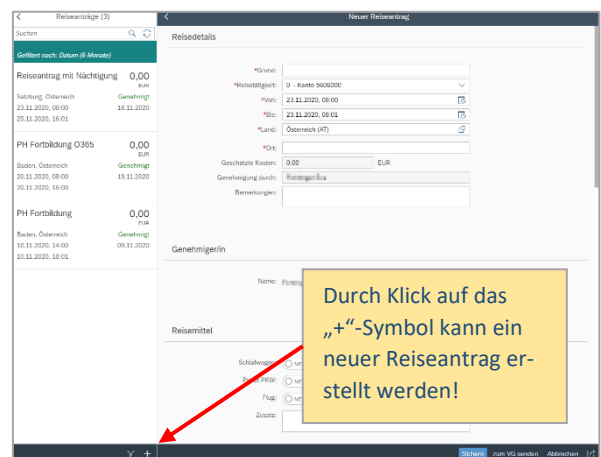 Reiseanträge (3)
Suchen
Gefiltert nach: Datum (6 Monate)
Reiseantrag mit Nächtigung 0,00
EUR
Salzburg, Österreich Genehmigt
23.11.2020, 08:00 18.11.2020
25.11.2020, 16:01
PH Fortbildung O365 0,00
EUR
Baden, Österreich Genehmigt
20.11.2020, 08:00 19.11.2020
20.11.2020, 16:00
PH Fortbildung 0,00
EUR
Baden, Österreich Genehmigt
10.11.2020, 14:00 09.11.2020
10.11.2020, 18:01
Neuer Reiseantrag
Reisedetails
*Grund:
*Reisetätigkeit: 0 - Konto 5609000
*Von: 23.11.2020, 08:00
*Bis: 23.11.2020, 08:01
*Land: Österreich (AT)
*Ort:
Geschätzte Kosten: 0.00 EUR
Genehmigung durch:
Bemerkungen:
Genehmiger/in
Name:
Reisemittel
Schlafwagen:
PKW:
Flug:
Zusatz:
Durch Klick auf das
„+“-Symbol kann ein
neuer Reiseantrag er-
stellt werden!
Sichern zum VG senden Abbrechen